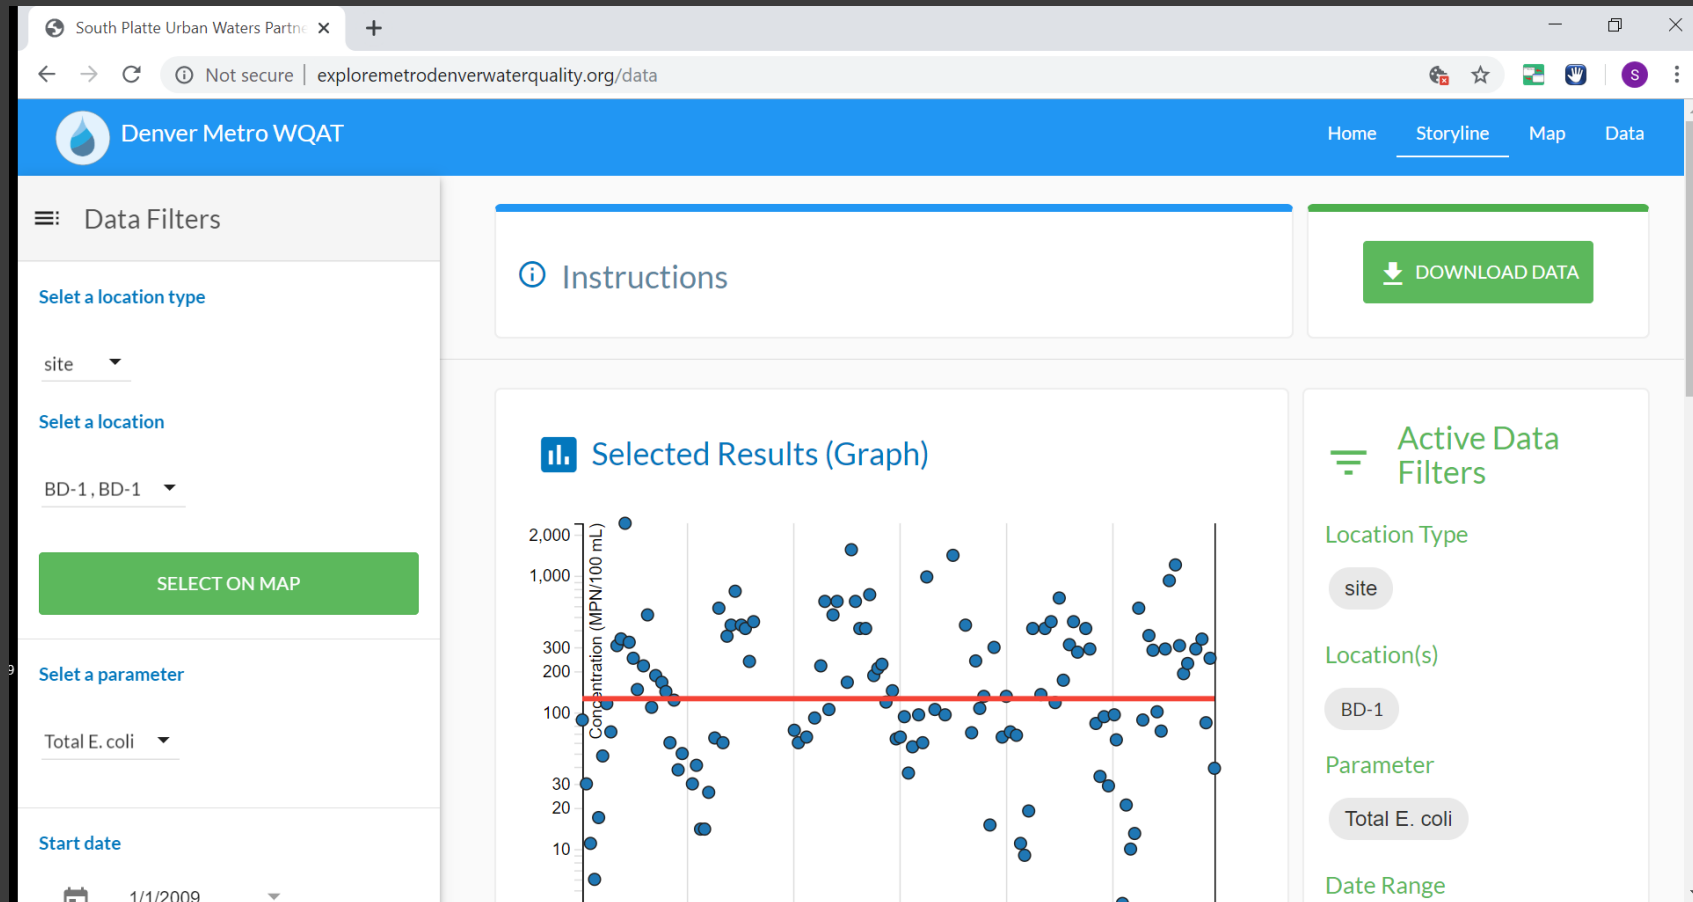 South Platte Urban Waters Partne
Not secure | exploremetrodenverwaterquality.org/data
S
Denver Metro WQAT
Home Storyline Map Data
Data Filters
Selet a location type
site
Selet a location
BD-1 , BD-1
SELECT ON MAP
Selet a parameter
Total E. coli
Start date
1/1/2009
9
Instructions
DOWNLOAD DATA
Selected Results (Graph)
Concentration (MPN/100 mL)
2,000
1,000
300
200
100
30
20
10
Active Data
Filters
Location Type
site
Location(s)
BD-1
Parameter
Total E. coli
Date Range